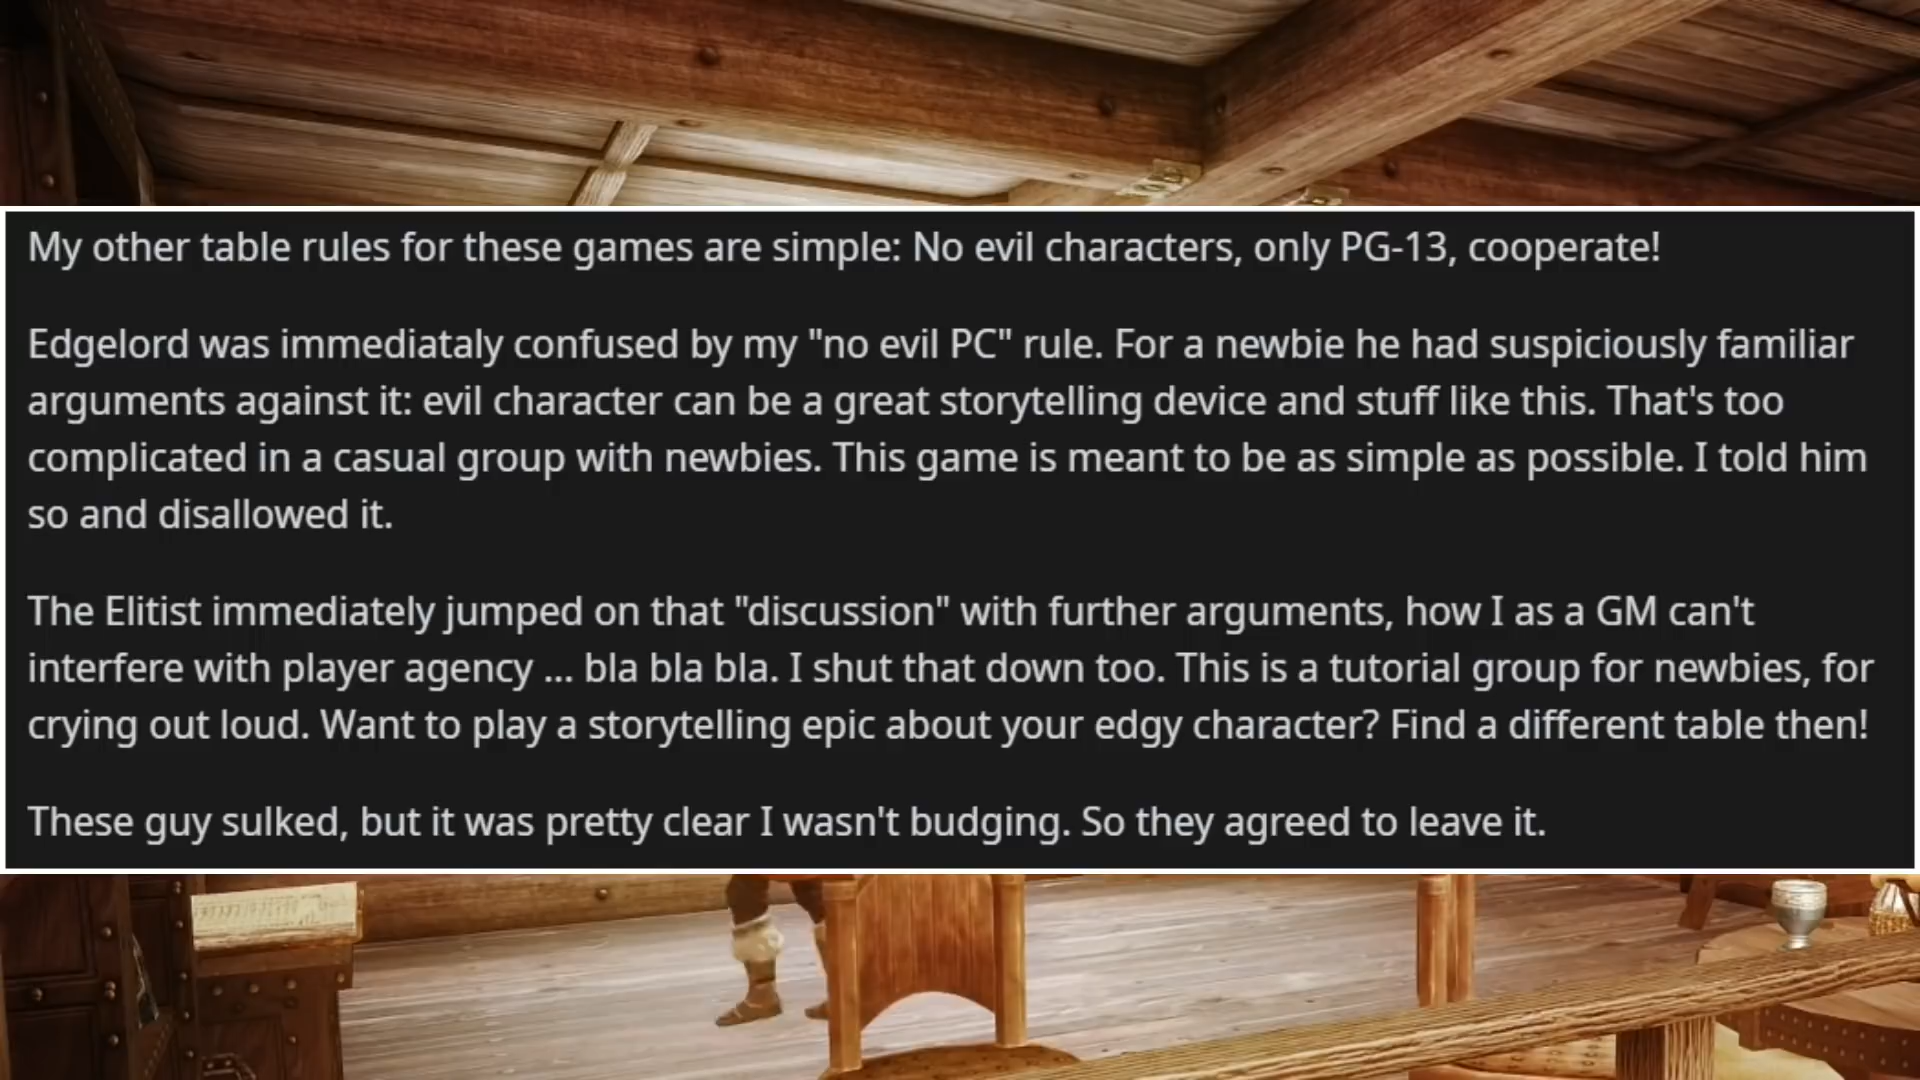 My other table rules for these games are simple: No evil characters, only PG-13, cooperate!
Edgelord was immediataly confused by my "no evil PC" rule. For a newbie he had suspiciously familiar
arguments against it: evil character can be a great storytelling device and stuff like this. That's too
complicated in a casual group with newbies. This game is meant to be as simple as possible. I told him
so and disallowed it.
The Elitist immediately jumped on that "discussion" with further arguments, how I as a GM can't
interfere with player agency ... bla bla bla. I shut that down too. This is a tutorial group for newbies, for
crying out loud. Want to play a storytelling epic about your edgy character? Find a different table then!
These guy sulked, but it was pretty clear I wasn't budging. So they agreed to leave it.